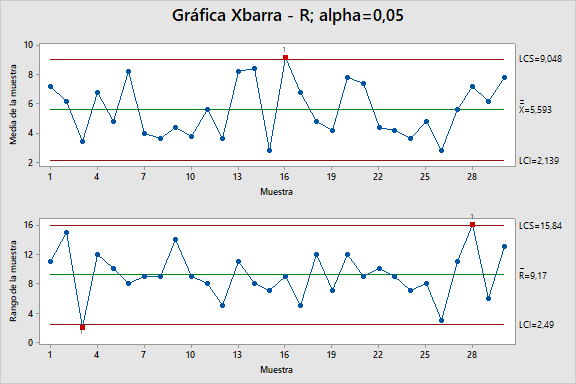 Gráfica Xbarra - R; alpha=0,05
10
8
6
4
2
Media de la muestra
1
LCS=9,048
X=5,593
LCI=2,139
1 4 7 10 13 16 19 22 25 28
Muestra
16
12
8
4
0
Rango de la muestra
1
1
LCS=15,84
R=9,17
LCI=2,49
1 4 7 10 13 16 19 22 25 28
Muestra